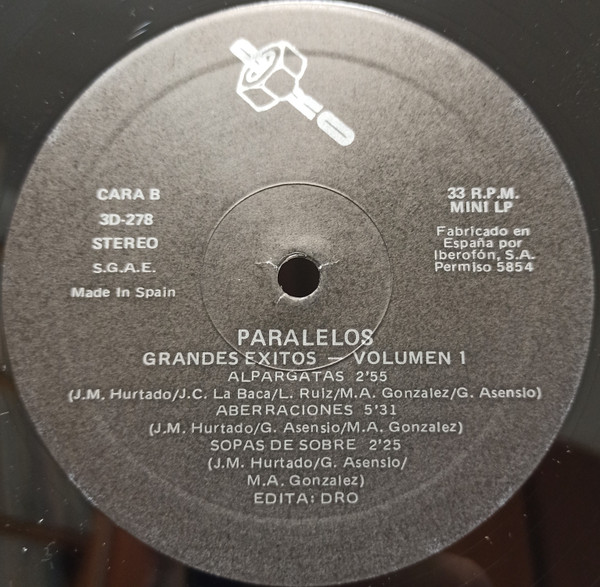 CARA B
3D-278
STEREO
S.G.A.E.
Made In Spain
33 R.P.M.
MINI LP
Fabricado en
España por
Iberofón, S.A.
Permiso 5854
PARALELOS
GRANDES EXITOS — VOLUMEN 1
ALPARGATAS 2'55
(J.M. Hurtado/J.C. La Baca/L. Ruiz/M.A. Gonzalez/G. Asensio)
ABERRACIONES 5'31
(J.M. Hurtado/G. Asensio/M.A. Gonzalez)
SOPAS DE SOBRE 2'25
(J.M. Hurtado/G. Asensio/
M.A. Gonzalez)
EDITA: DRO